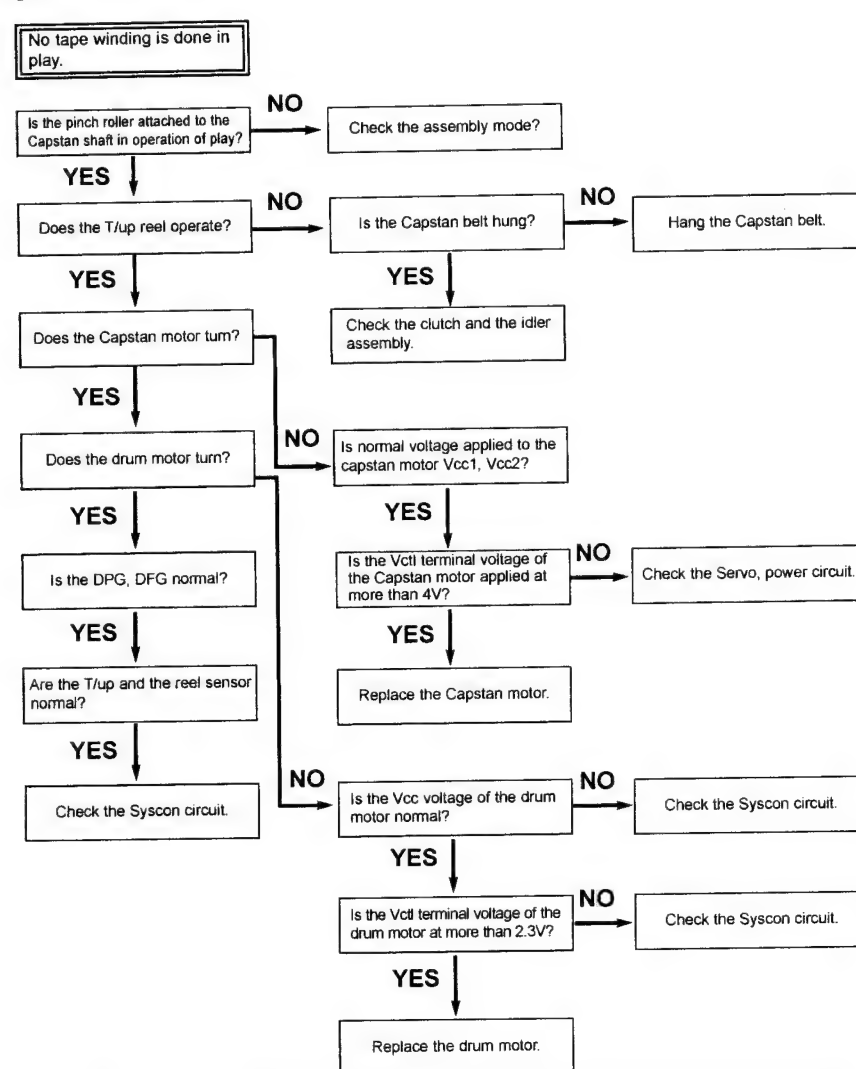 No tape winding is done in
play.
NO
Is the pinch roller attached to the
Capstan shaft in operation of play?
Check the assembly mode?
YES
NO
NO
Does the T/up reel operate?
Is the Capstan belt hung?
Hang the Capstan belt.
YES
YES
Does the Capstan motor turn?
Check the clutch and the idler
assembly.
YES
NO
Does the drum motor turn?
Is normal voltage applied to the
capstan motor Vcc1, Vcc2?
YES
YES
Is the DPG, DFG normal?
Is the Vctl terminal voltage of
the Capstan motor applied at
more than 4V?
NO
Check the Servo, power circuit.
YES
YES
Are the T/up and the reel sensor
normal?
Replace the Capstan motor.
YES
NO
NO
Check the Syscon circuit.
Is the Vcc voltage of the drum
motor normal?
Check the Syscon circuit.
YES
NO
Is the Vctl terminal voltage of the
drum motor at more than 2.3V?
Check the Syscon circuit.
YES
Replace the drum motor.